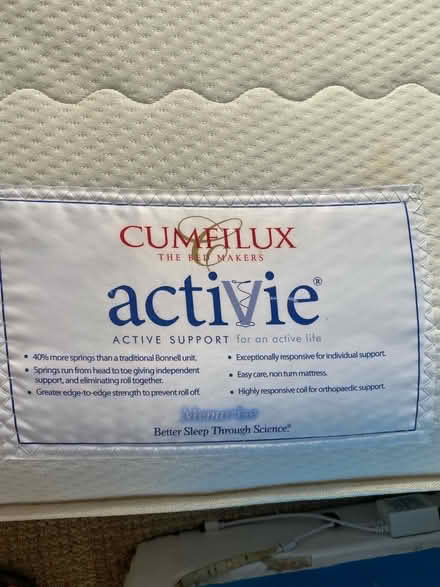 CUMFILUX
THE BED MAKERS
activie®
ACTIVE SUPPORT for an active life
• 40% more springs than a traditional Bonnell unit.
• Springs run from head to toe giving independent
support, and eliminating roll together.
• Greater edge-to-edge strength to prevent roll off.
• Exceptionally responsive for individual support.
• Easy care, non turn mattress.
• Highly responsive coil for orthopaedic support.
Better Sleep Through Science®